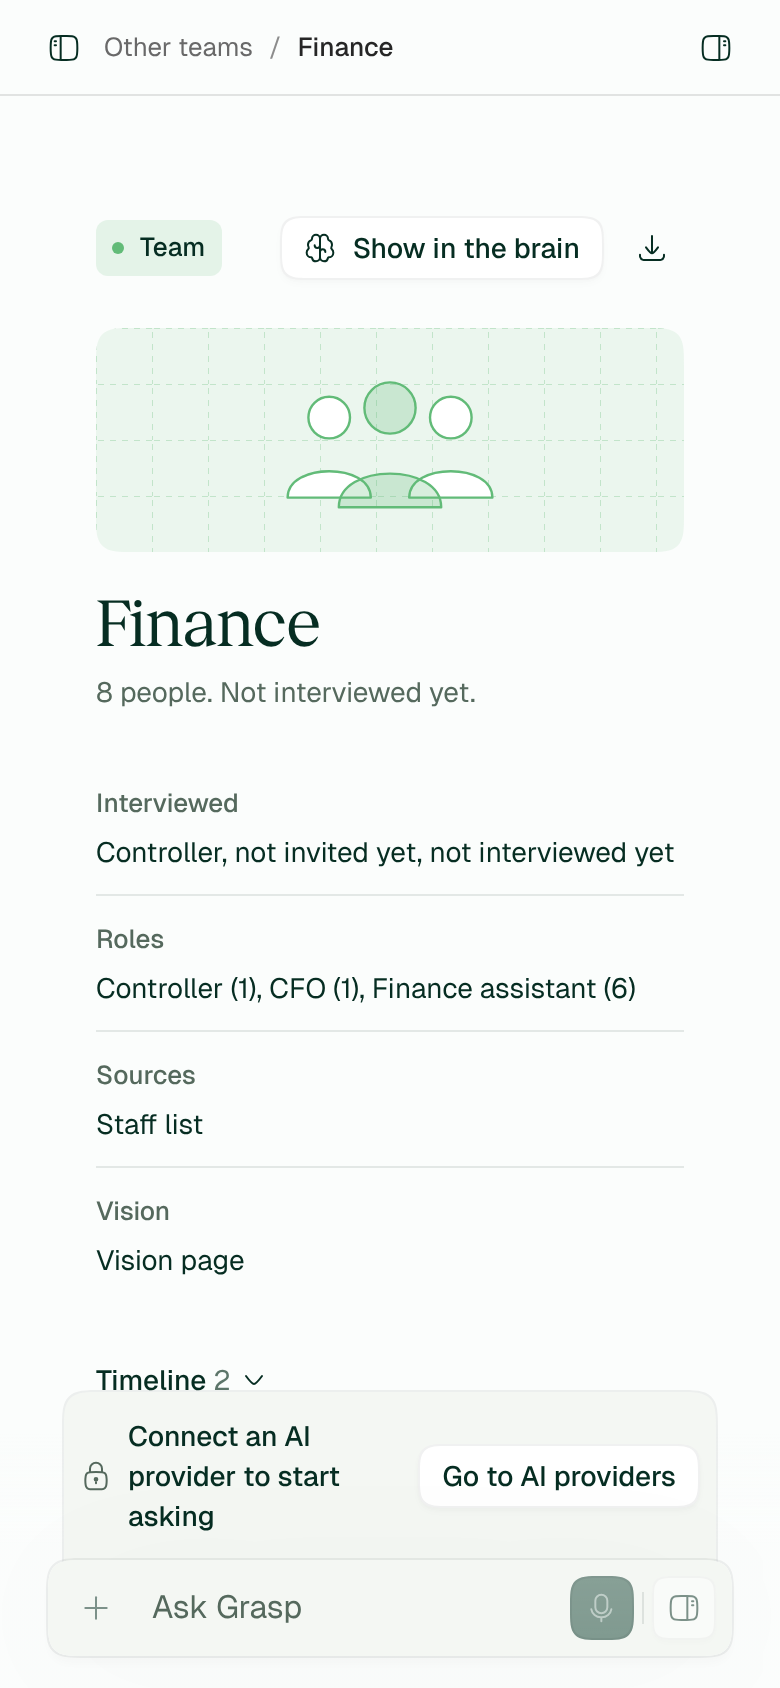 Other teams / Finance
Team
Show in the brain
Finance
8 people. Not interviewed yet.
Interviewed
Controller, not invited yet, not interviewed yet
Roles
Controller (1), CFO (1), Finance assistant (6)
Sources
Staff list
Vision
Vision page
Timeline 2
Connect an AI
provider to start
asking
Go to AI providers
Ask Grasp